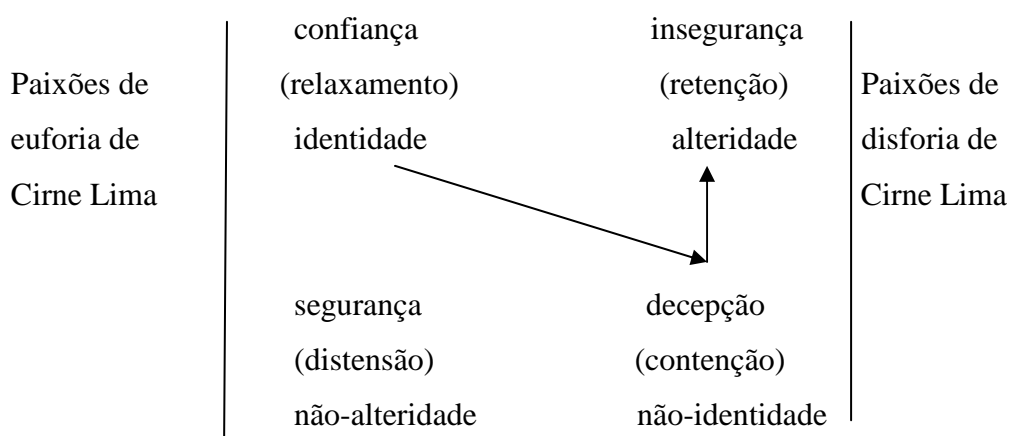 confiança insegurança
Paixões de (relaxamento) (retenção) Paixões de
euforia de identidade alteridade disforia de
Cirne Lima Cirne Lima
segurança decepção
(distensão) (contenção)
não-alteridade não-identidade